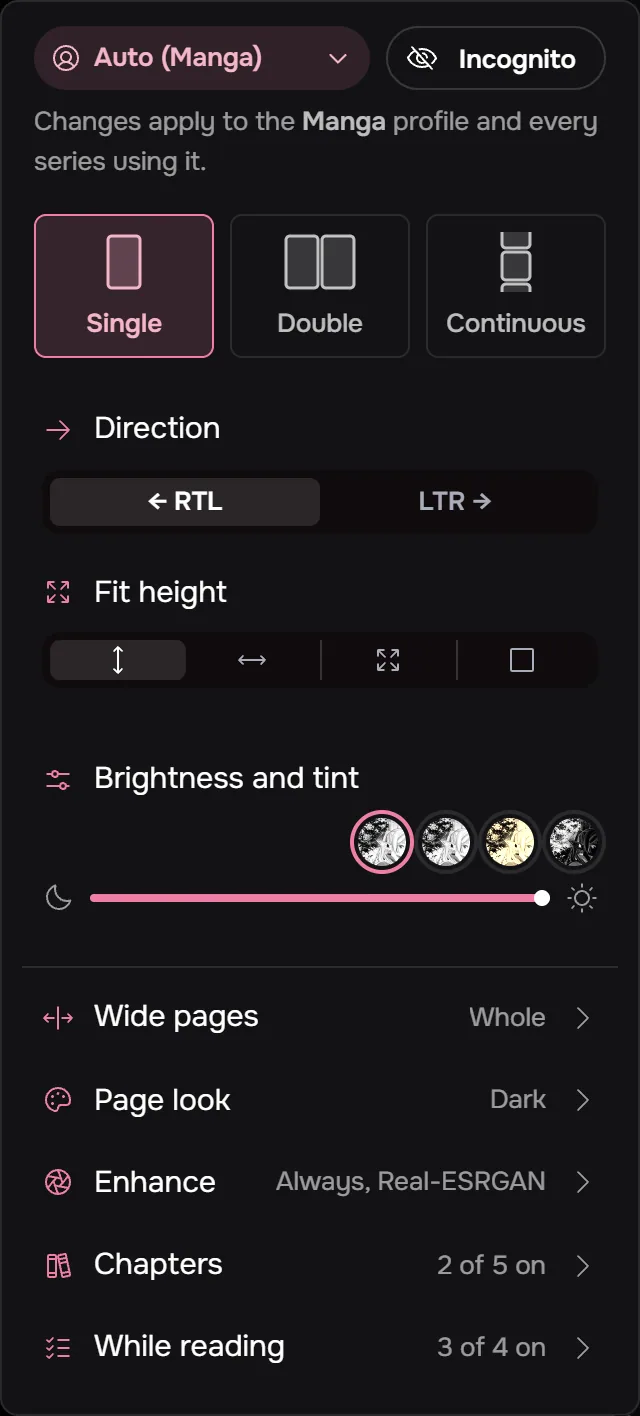 Auto (Manga)
Incognito
Changes apply to the Manga profile and every
series using it.
Single
Double
Continuous
Direction
← RTL
LTR →
Fit height
Brightness and tint
Wide pages
Whole
Page look
Dark
Enhance
Always, Real-ESRGAN
Chapters
2 of 5 on
While reading
3 of 4 on